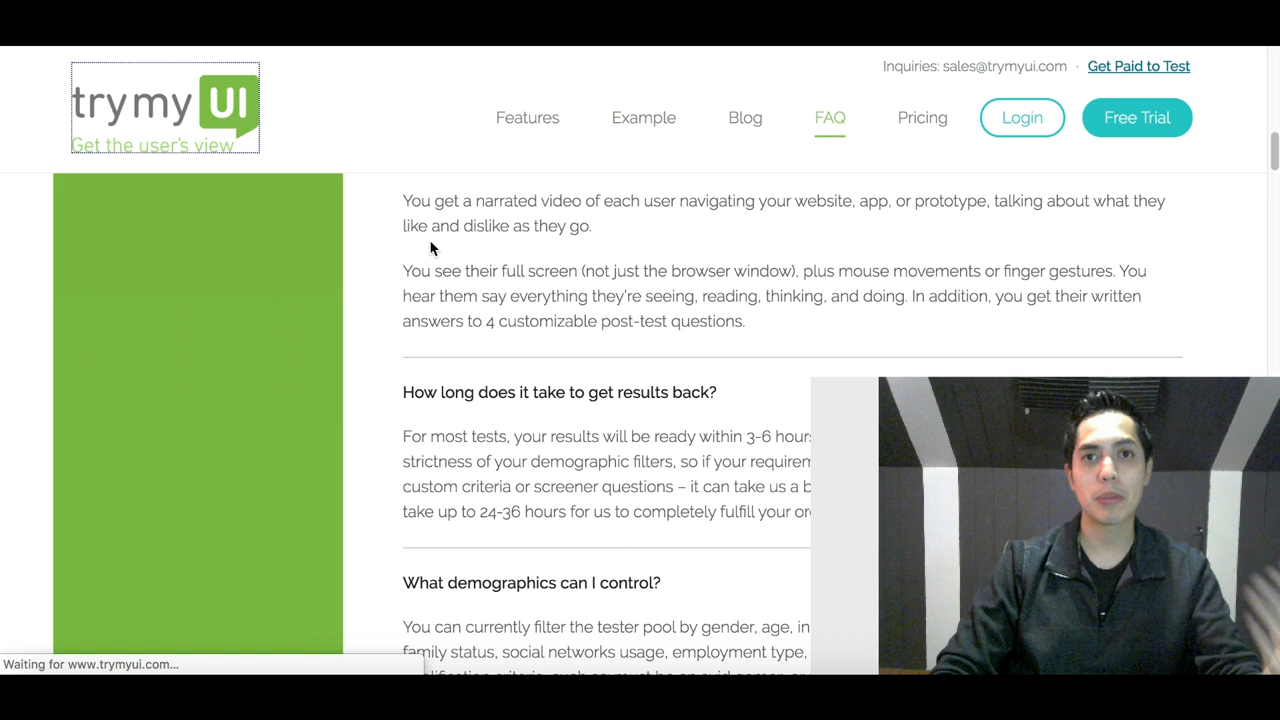 Inquiries: sales@trymyui.com · Get Paid to Test
trymyUI
Get the user's view
Features Example Blog FAQ Pricing Login Free Trial
You get a narrated video of each user navigating your website, app, or prototype, talking about what they
like and dislike as they go.
You see their full screen (not just the browser window), plus mouse movements or finger gestures. You
hear them say everything they're seeing, reading, thinking, and doing. In addition, you get their written
answers to 4 customizable post-test questions.
How long does it take to get results back?
For most tests, your results will be ready within 3-6 hours
strictness of your demographic filters, so if your
custom criteria or screener questions – it can take us a
take up to 24-36 hours for us to completely fulfill your
What demographics can I control?
You can currently filter the tester pool by gender, age,
family status, social networks usage, employment type,
Waiting for www.trymyui.com...